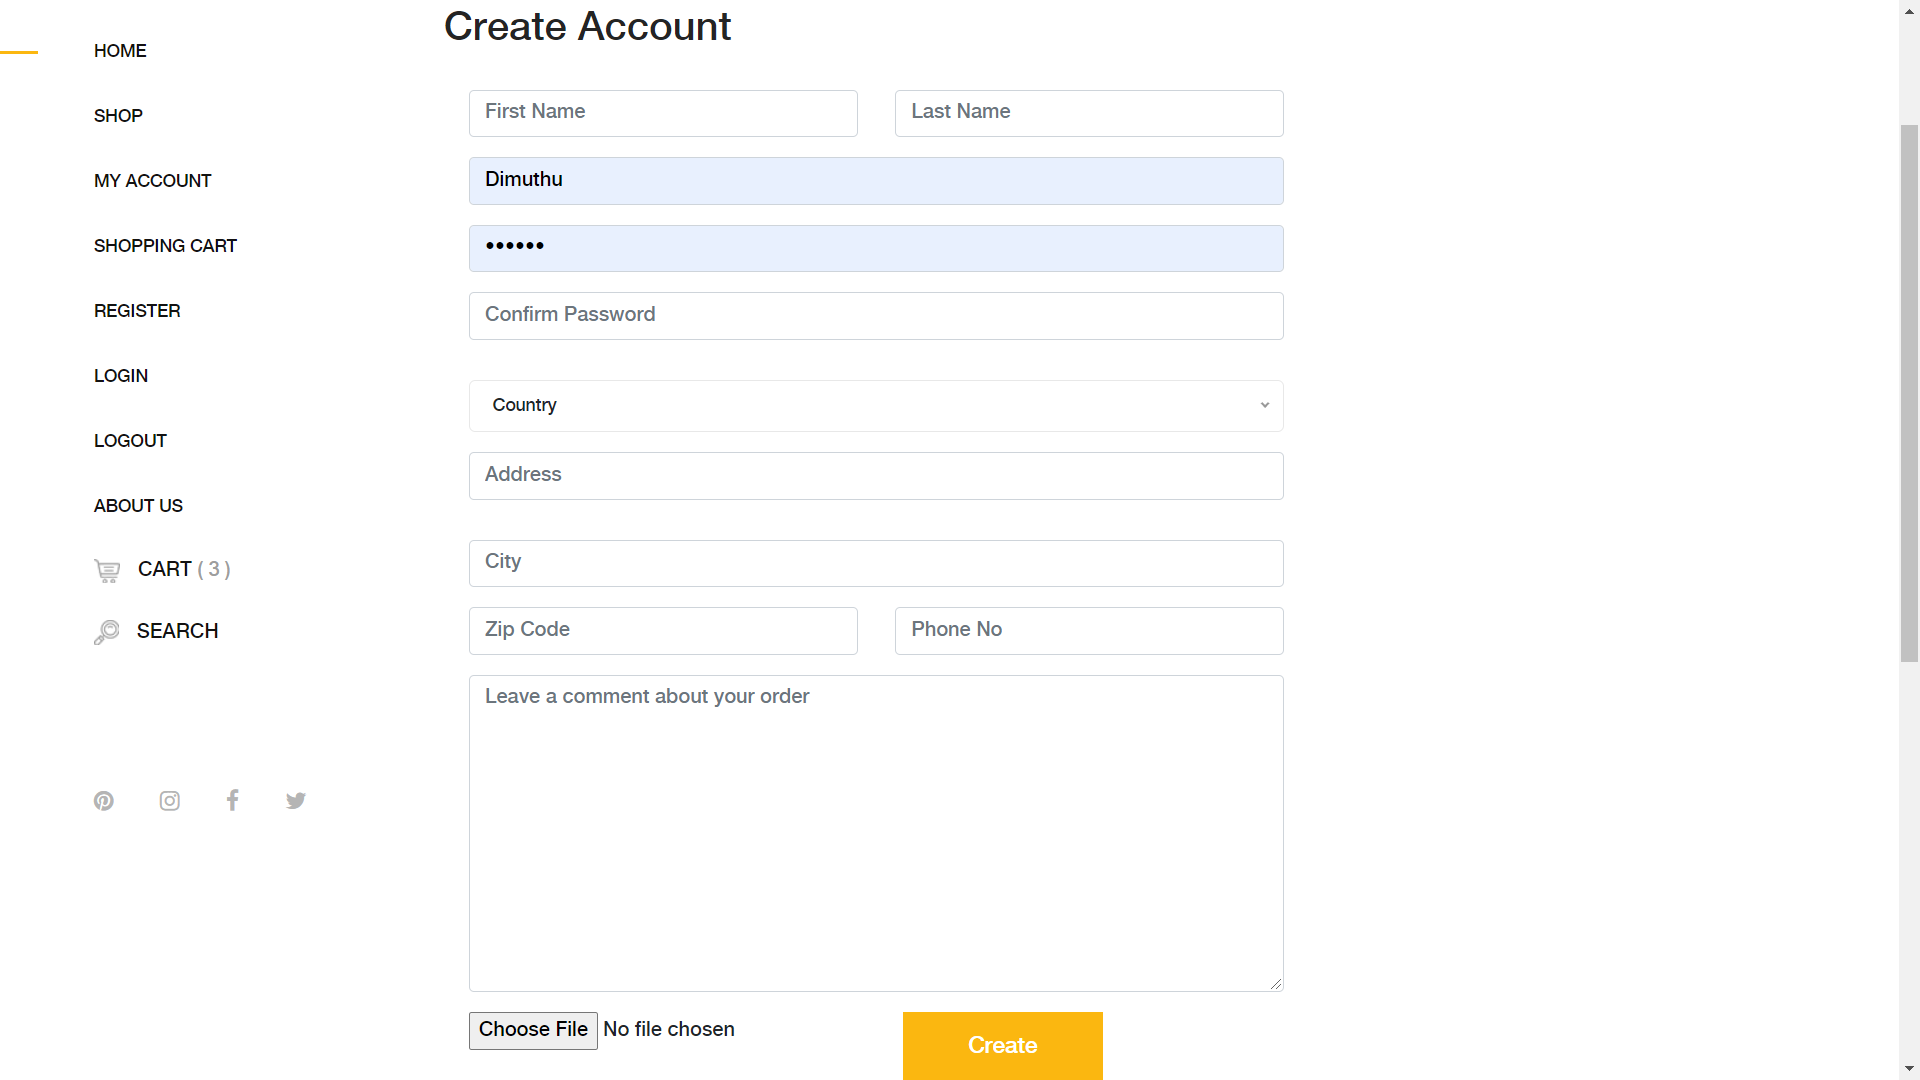 HOME
SHOP
MY ACCOUNT
SHOPPING CART
REGISTER
LOGIN
LOGOUT
ABOUT US
CART ( 3 )
SEARCH
Create Account
First Name
Last Name
Dimuthu
••••••
Confirm Password
Country
Address
City
Zip Code
Phone No
Leave a comment about your order
Choose File No file chosen
Create